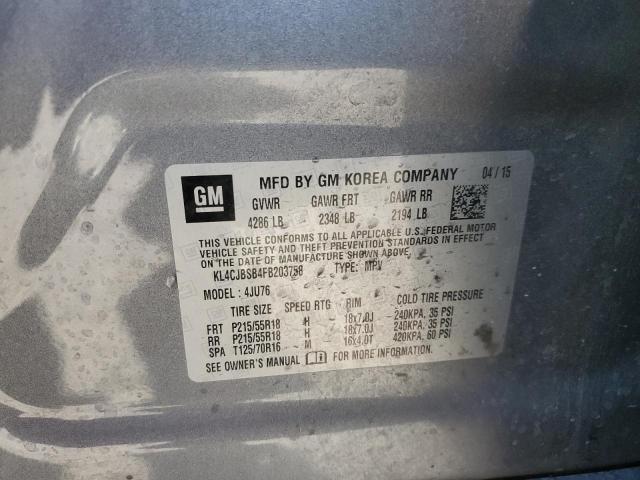 GM
MFD BY GM KOREA COMPANY 04/15
GVWR GAWR FRT GAWR RR
4286 LB 2348 LB 2194 LB
THIS VEHICLE CONFORMS TO ALL APPLICABLE U.S. FEDERAL MOTOR
VEHICLE SAFETY AND THEFT PREVENTION STANDARDS IN EFFECT
ON THE DATE OF MANUFACTURE SHOWN ABOVE.
KL4CJBSB4FB203758 TYPE: MPV
MODEL: 4JU76
TIRE SIZE SPEED RTG RIM COLD TIRE PRESSURE
FRT P215/55R18 H 18x7.0J 240KPA, 35 PSI
RR P215/55R18 H 18x7.0J 240KPA, 35 PSI
SPA T125/70R16 M 16x4.0T 420KPA, 60 PSI
SEE OWNER'S MANUAL FOR MORE INFORMATION